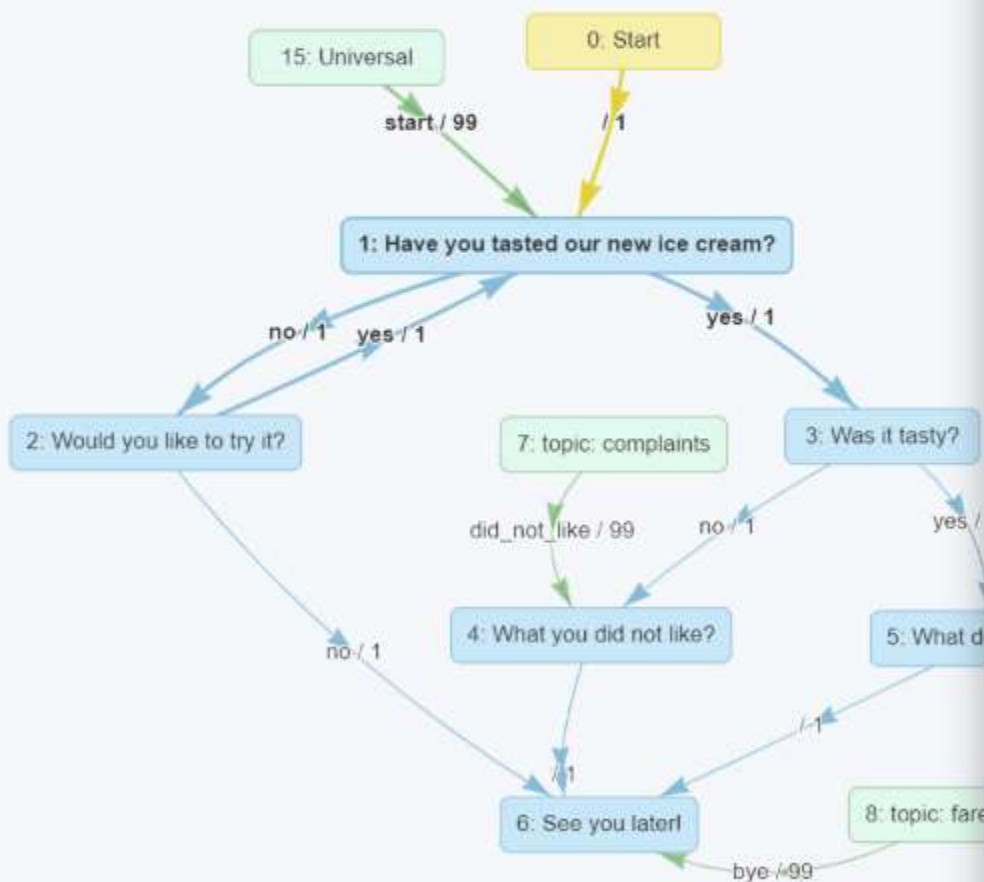 0: Start
15: Universal
start / 99
/ 1
1: Have you tasted our new ice cream?
no / 1
yes / 1
yes / 1
2: Would you like to try it?
7: topic: complaints
3: Was it tasty?
did_not_like / 99
no / 1
yes /
4: What you did not like?
5: What d
no / 1
/ 1
/ 1
6: See you later!
8: topic: fare
bye / 99